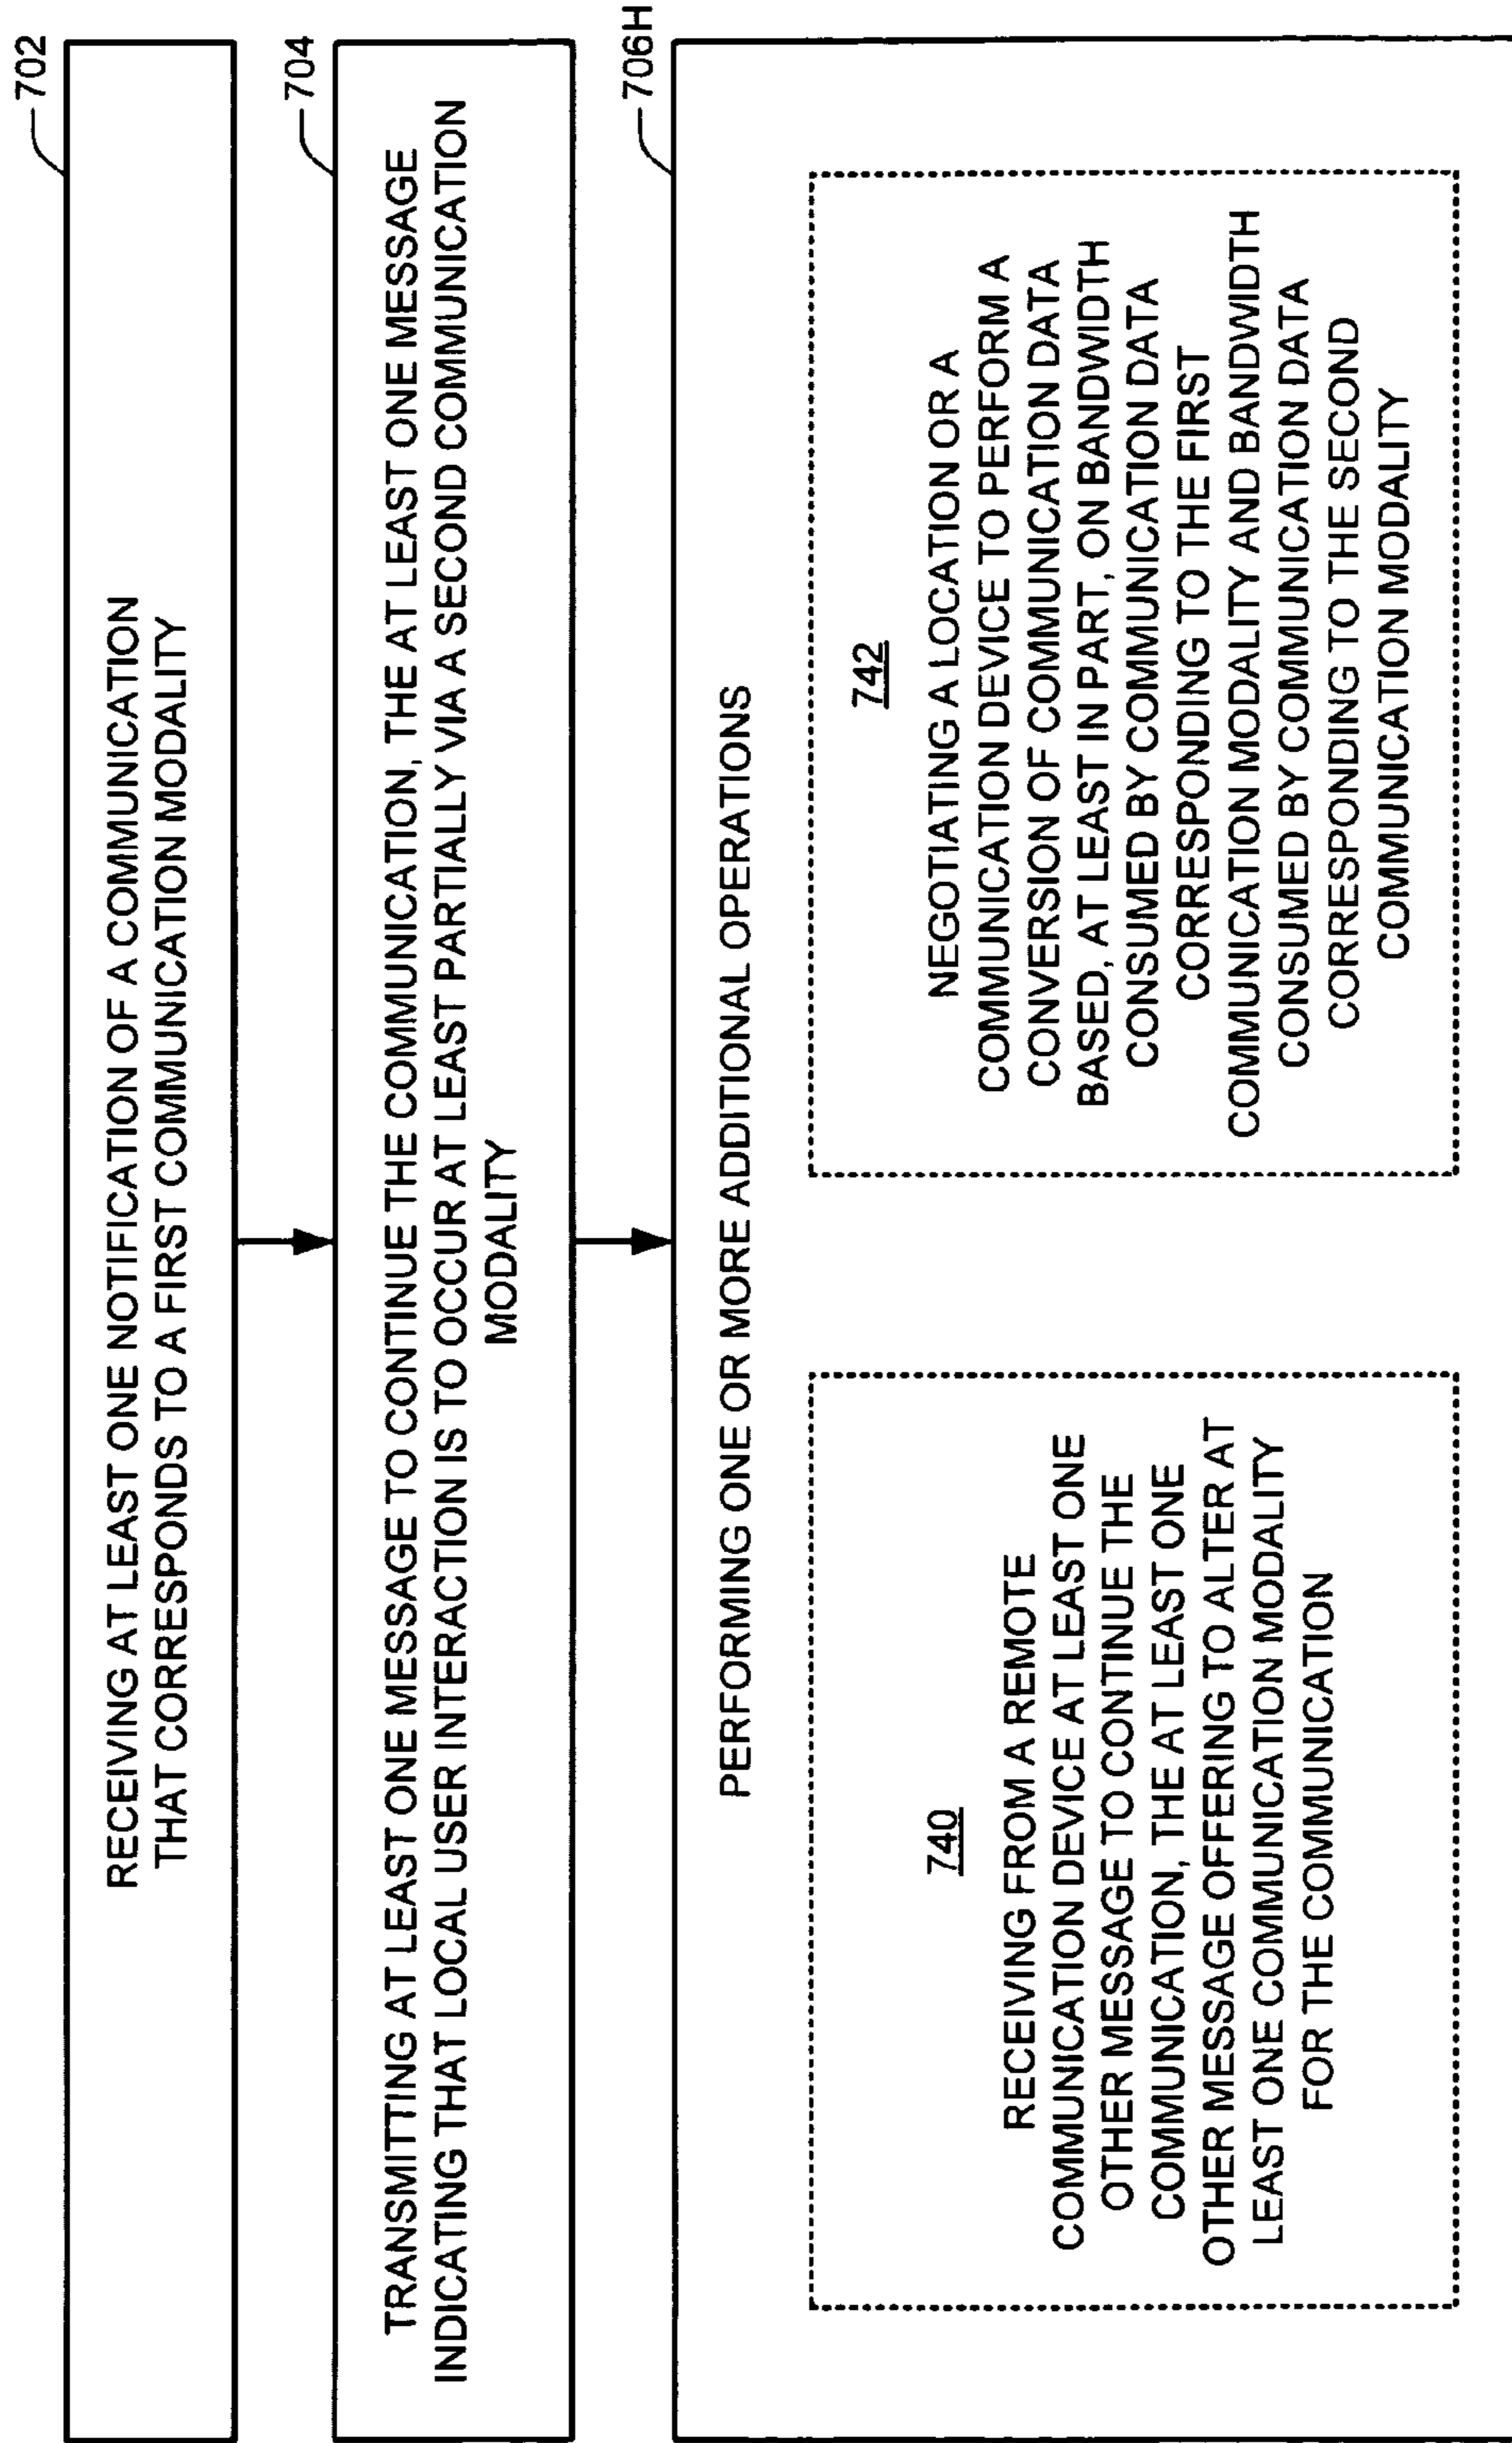 702
RECEIVING AT LEAST ONE NOTIFICATION OF A COMMUNICATION
THAT CORRESPONDS TO A FIRST COMMUNICATION MODALITY
704
TRANSMITTING AT LEAST ONE MESSAGE TO CONTINUE THE COMMUNICATION, THE AT LEAST ONE MESSAGE
INDICATING THAT LOCAL USER INTERACTION IS TO OCCUR AT LEAST PARTIALLY VIA A SECOND COMMUNICATION
MODALITY
706H
PERFORMING ONE OR MORE ADDITIONAL OPERATIONS
740
RECEIVING FROM A REMOTE
COMMUNICATION DEVICE AT LEAST ONE
OTHER MESSAGE TO CONTINUE THE
COMMUNICATION, THE AT LEAST ONE
OTHER MESSAGE OFFERING TO ALTER AT
LEAST ONE COMMUNICATION MODALITY
FOR THE COMMUNICATION
742
NEGOTIATING A LOCATION OR A
COMMUNICATION DEVICE TO PERFORM A
CONVERSION OF COMMUNICATION DATA
BASED, AT LEAST IN PART, ON BANDWIDTH
CONSUMED BY COMMUNICATION DATA
CORRESPONDING TO THE FIRST
COMMUNICATION MODALITY AND BANDWIDTH
CONSUMED BY COMMUNICATION DATA
CORRESPONDING TO THE SECOND
COMMUNICATION MODALITY